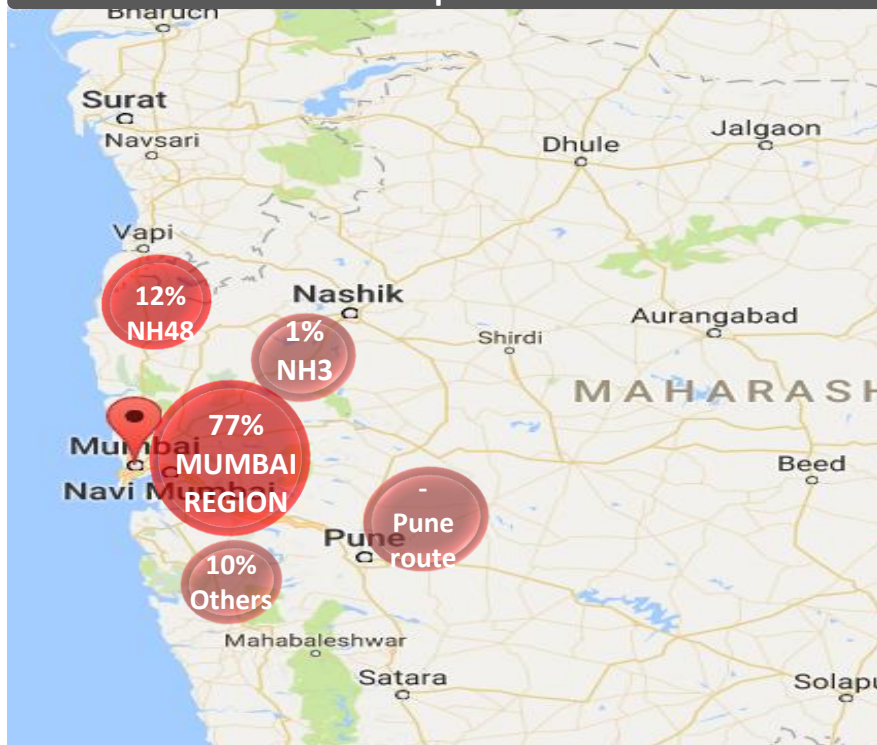 Bharuch
Surat
Navsari
Dhule
Jalgaon
Vapi
12%
NH48
Nashik
Aurangabad
1%
NH3
Shirdi
MAHARASH
77%
MUMBAI
REGION
Mumbai
Navi Mumbai
Beed
-
Pune
route
Pune
10%
Others
Mahabaleshwar
Satara
Solapu